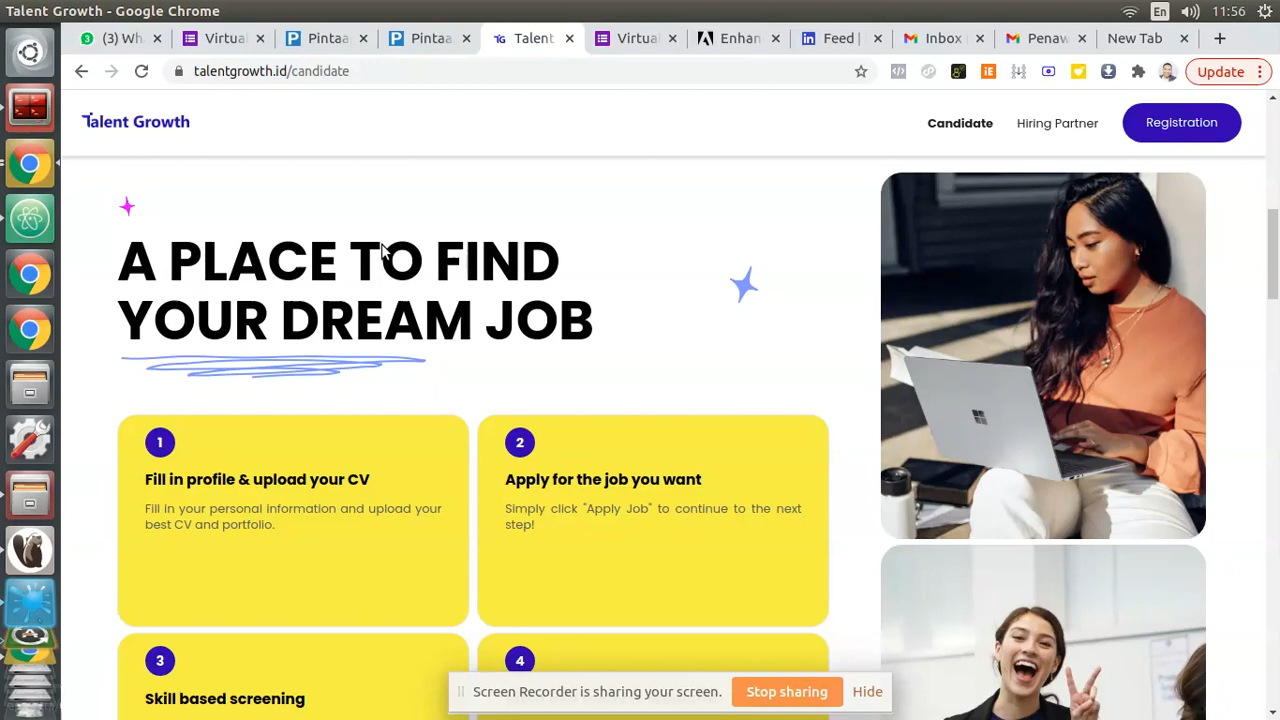 Talent Growth - Google Chrome
En
11:56
(3) Wh
Virtual
Pintaa
Pintaa
Talent
Virtual
Enhan
Feed |
Inbox
Penaw
New Tab
talentgrowth.id/candidate
Update
Talent Growth
Candidate
Hiring Partner
Registration
A PLACE TO FIND
YOUR DREAM JOB
1
Fill in profile & upload your CV
Fill in your personal information and upload your
best CV and portfolio.
2
Apply for the job you want
Simply click "Apply Job" to continue to the next
step!
3
Skill based screening
4
Screen Recorder is sharing your screen.
Stop sharing
Hide